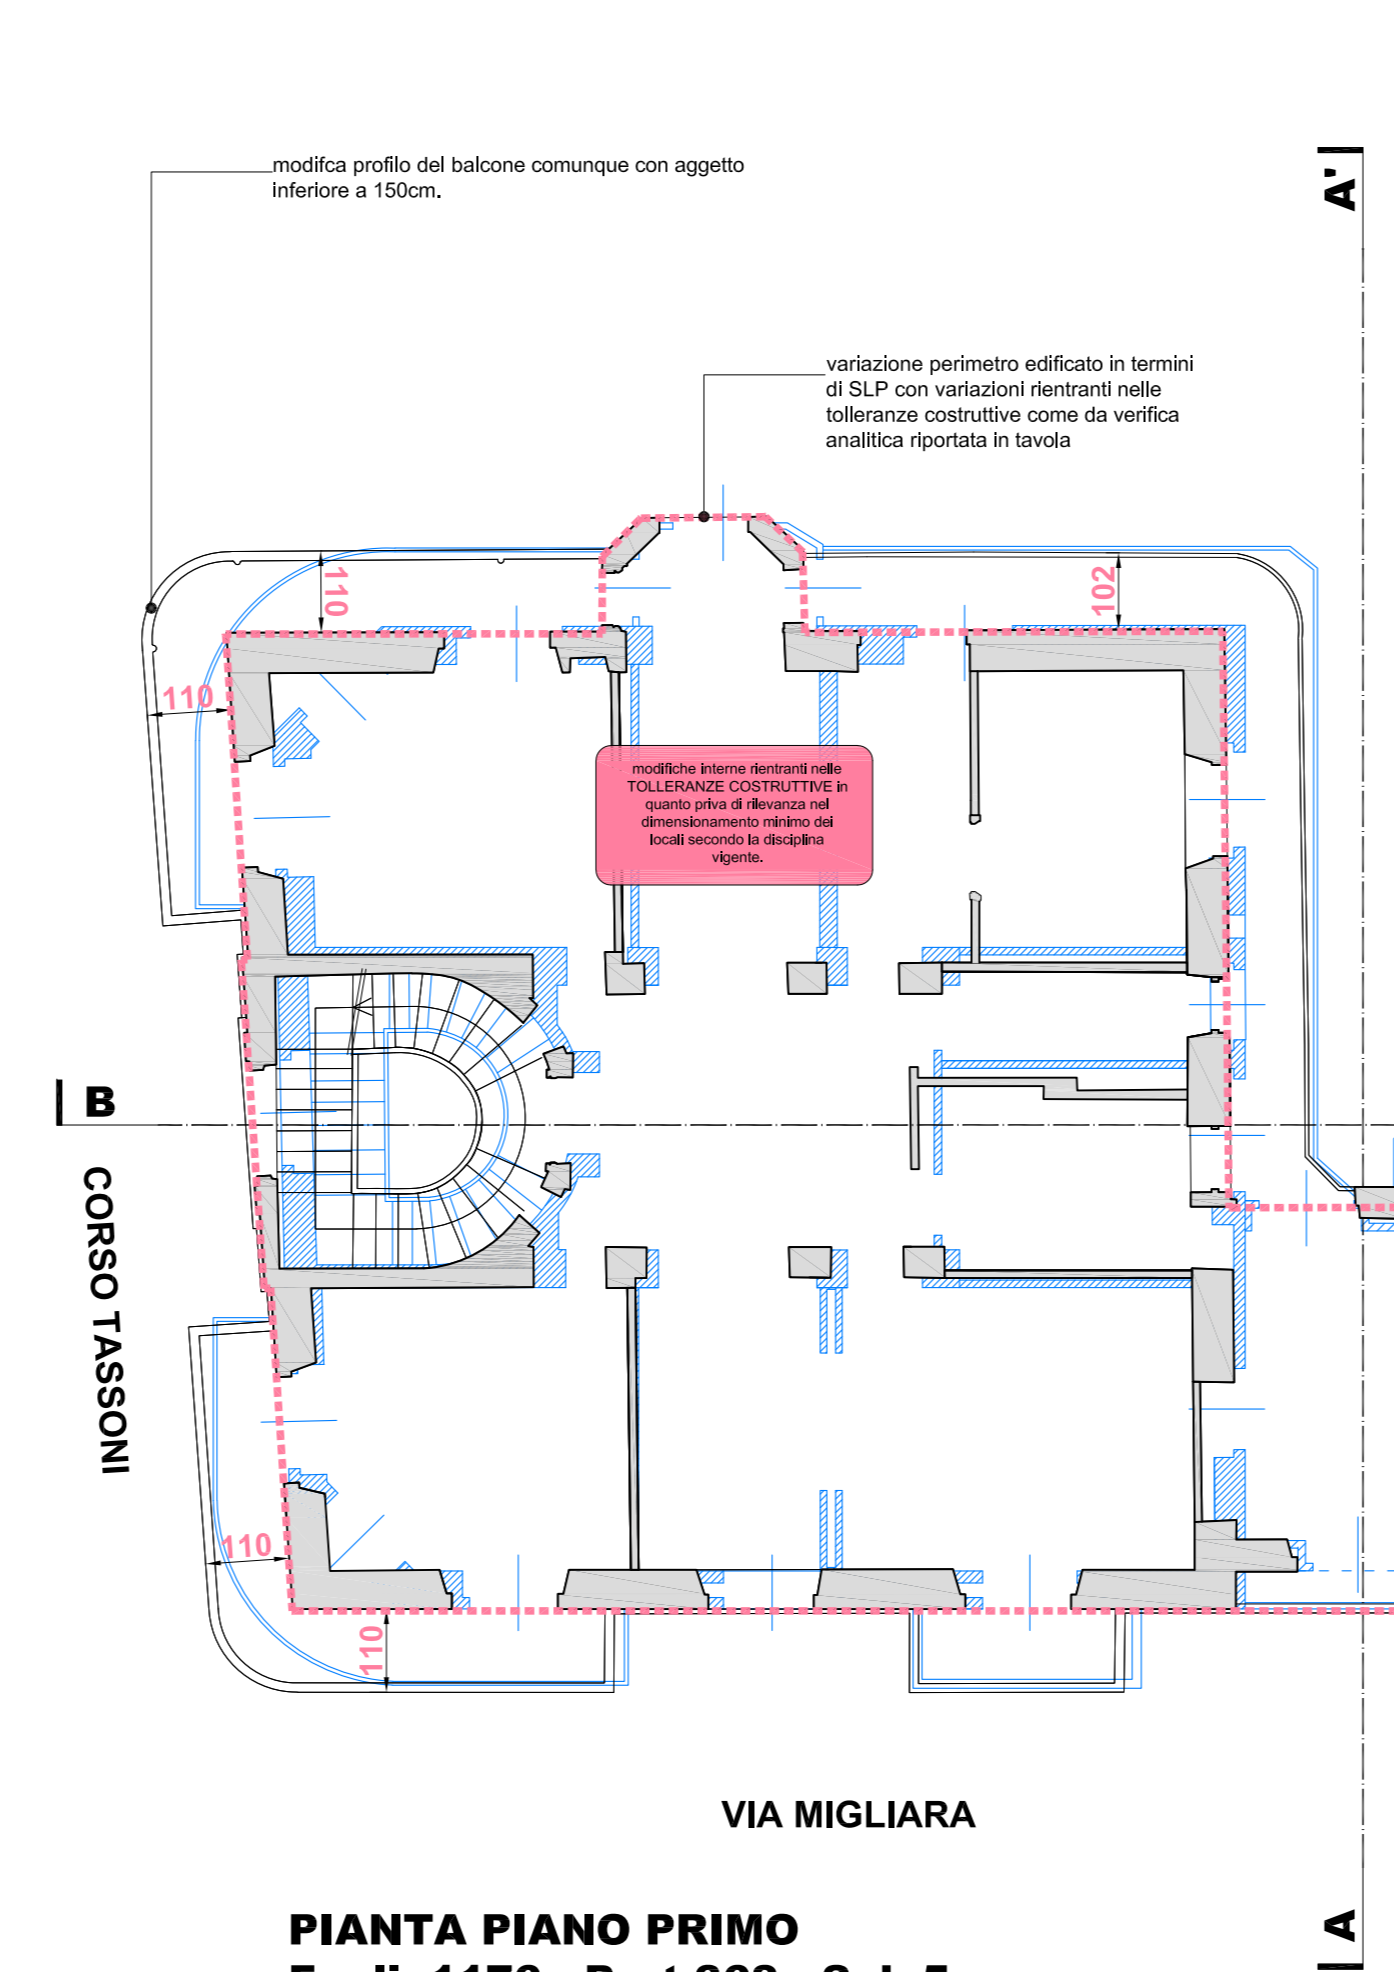 modifca profilo del balcone comunque con aggetto
inferiore a 150cm.
A'
variazione perimetro edificato in termini
di SLP con variazioni rientranti nelle
tolleranze costruttive come da verifica
analitica riportata in tavola
110
102
110
modifiche interne rientranti nelle
TOLLERANZE COSTRUTTIVE in
quanto priva di rilevanza nel
dimensionamento minimo dei
locali secondo la disciplina
vigente.
B
CORSO TASSONI
110
110
VIA MIGLIARA
PIANTA PIANO PRIMO
A